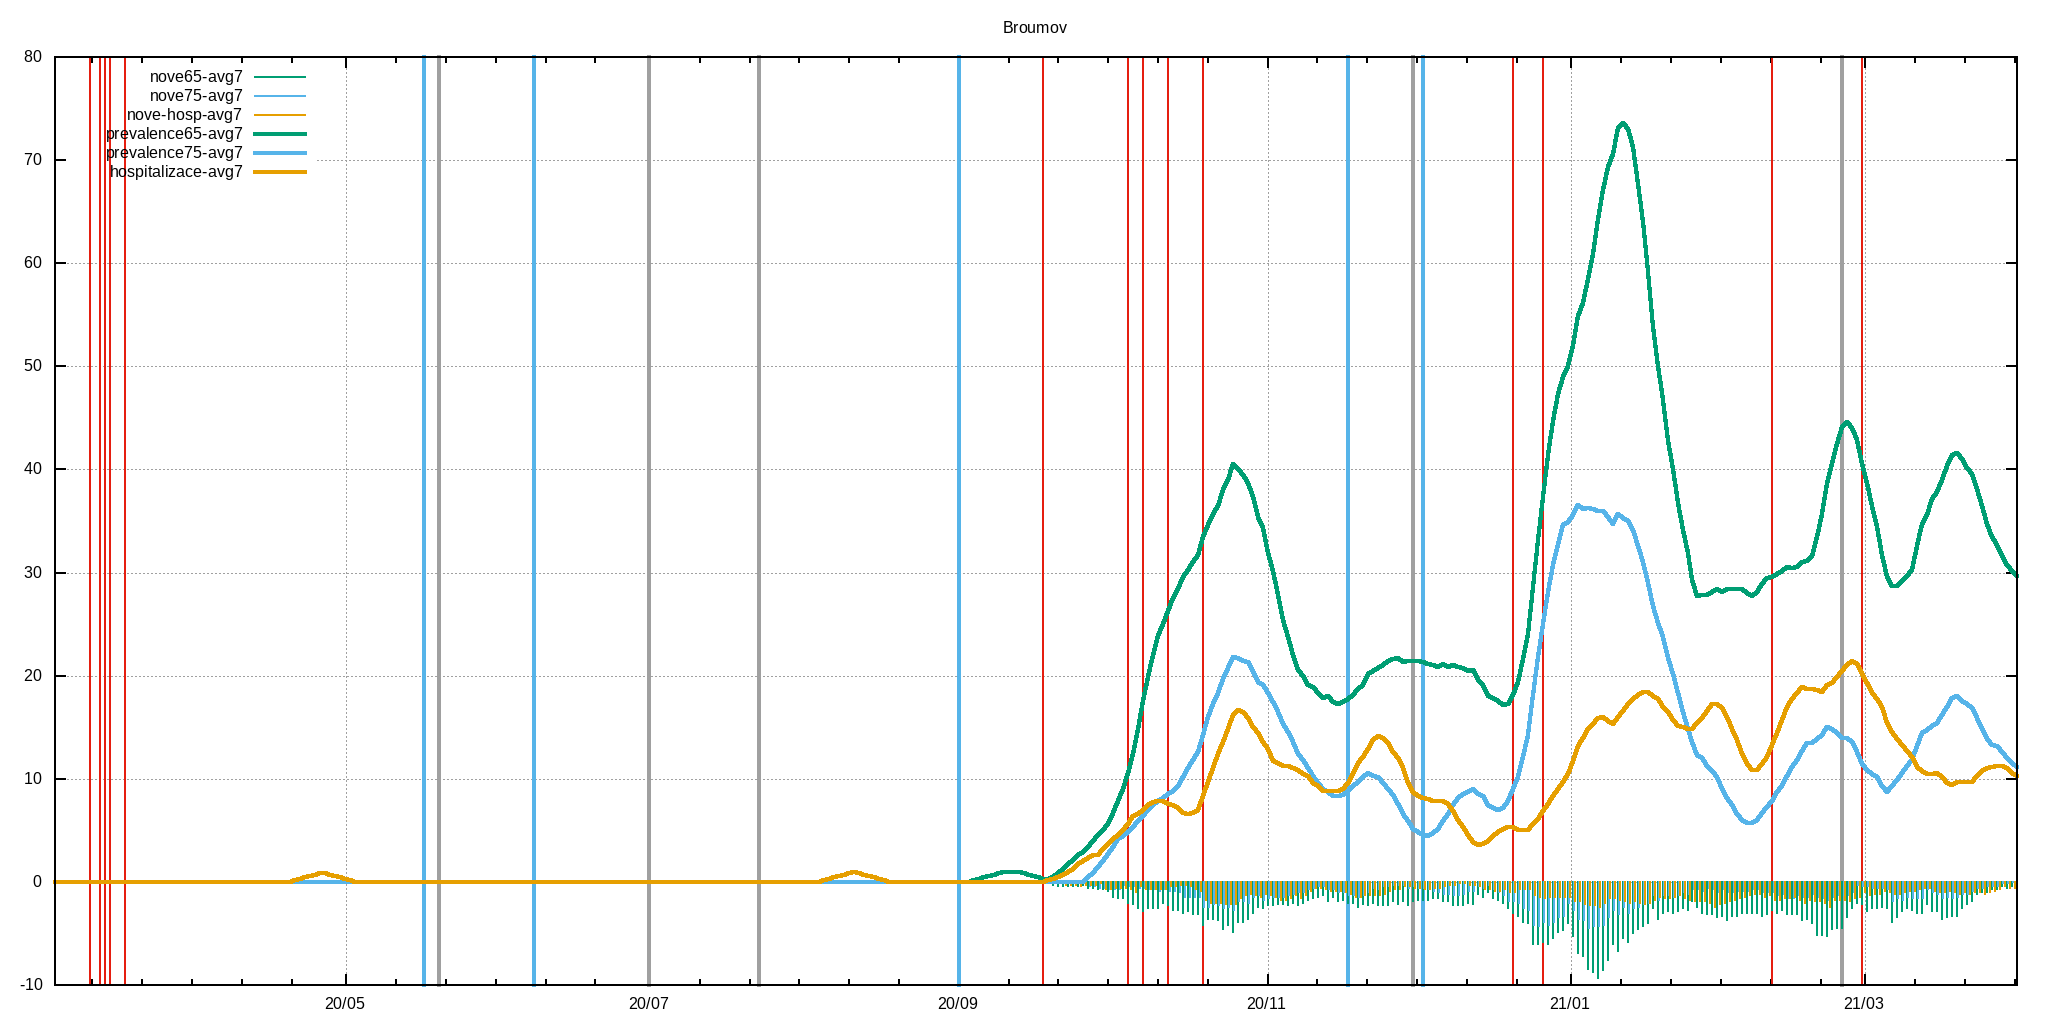 Broumov
80
70
60
50
40
30
20
10
0
-10
nove65-avg7
nove75-avg7
nove-hosp-avg7
prevalence65-avg7
prevalence75-avg7
hospitalizace-avg7
20/05
20/07
20/09
20/11
21/01
21/03